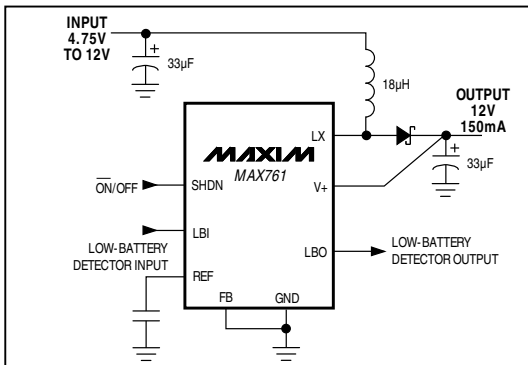 INPUT
4.75V
TO 12V
+
33µF
18µH
OUTPUT
12V
150mA
LX
MAXIM
MAX761
+
33µF
ON/OFF
SHDN
V+
LBI
LOW-BATTERY
DETECTOR INPUT
LBO
LOW-BATTERY
DETECTOR OUTPUT
REF
FB
GND